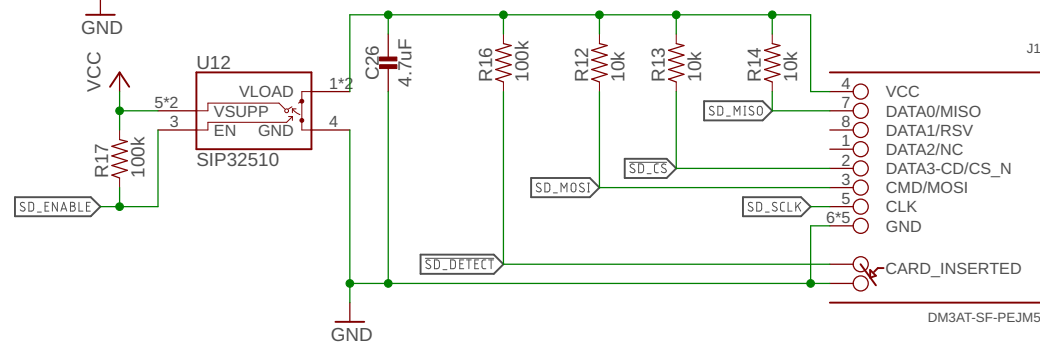 GND
J1
VCC
U12
C26
4.7uF
R16
100k
R12
10k
R13
10k
R14
10k
VLOAD
1*2
4
VCC
5*2
VSUPP
SD_MISO
7
DATA0/MISO
3
EN
GND
4
8
DATA1/RSV
R17
100k
SIP32510
1
DATA2/NC
SD_CS
2
DATA3-CD/CS_N
SD_MOSI
3
CMD/MOSI
SD_ENABLE
SD_SCLK
5
CLK
6*5
GND
SD_DETECT
CARD_INSERTED
DM3AT-SF-PEJM5
GND